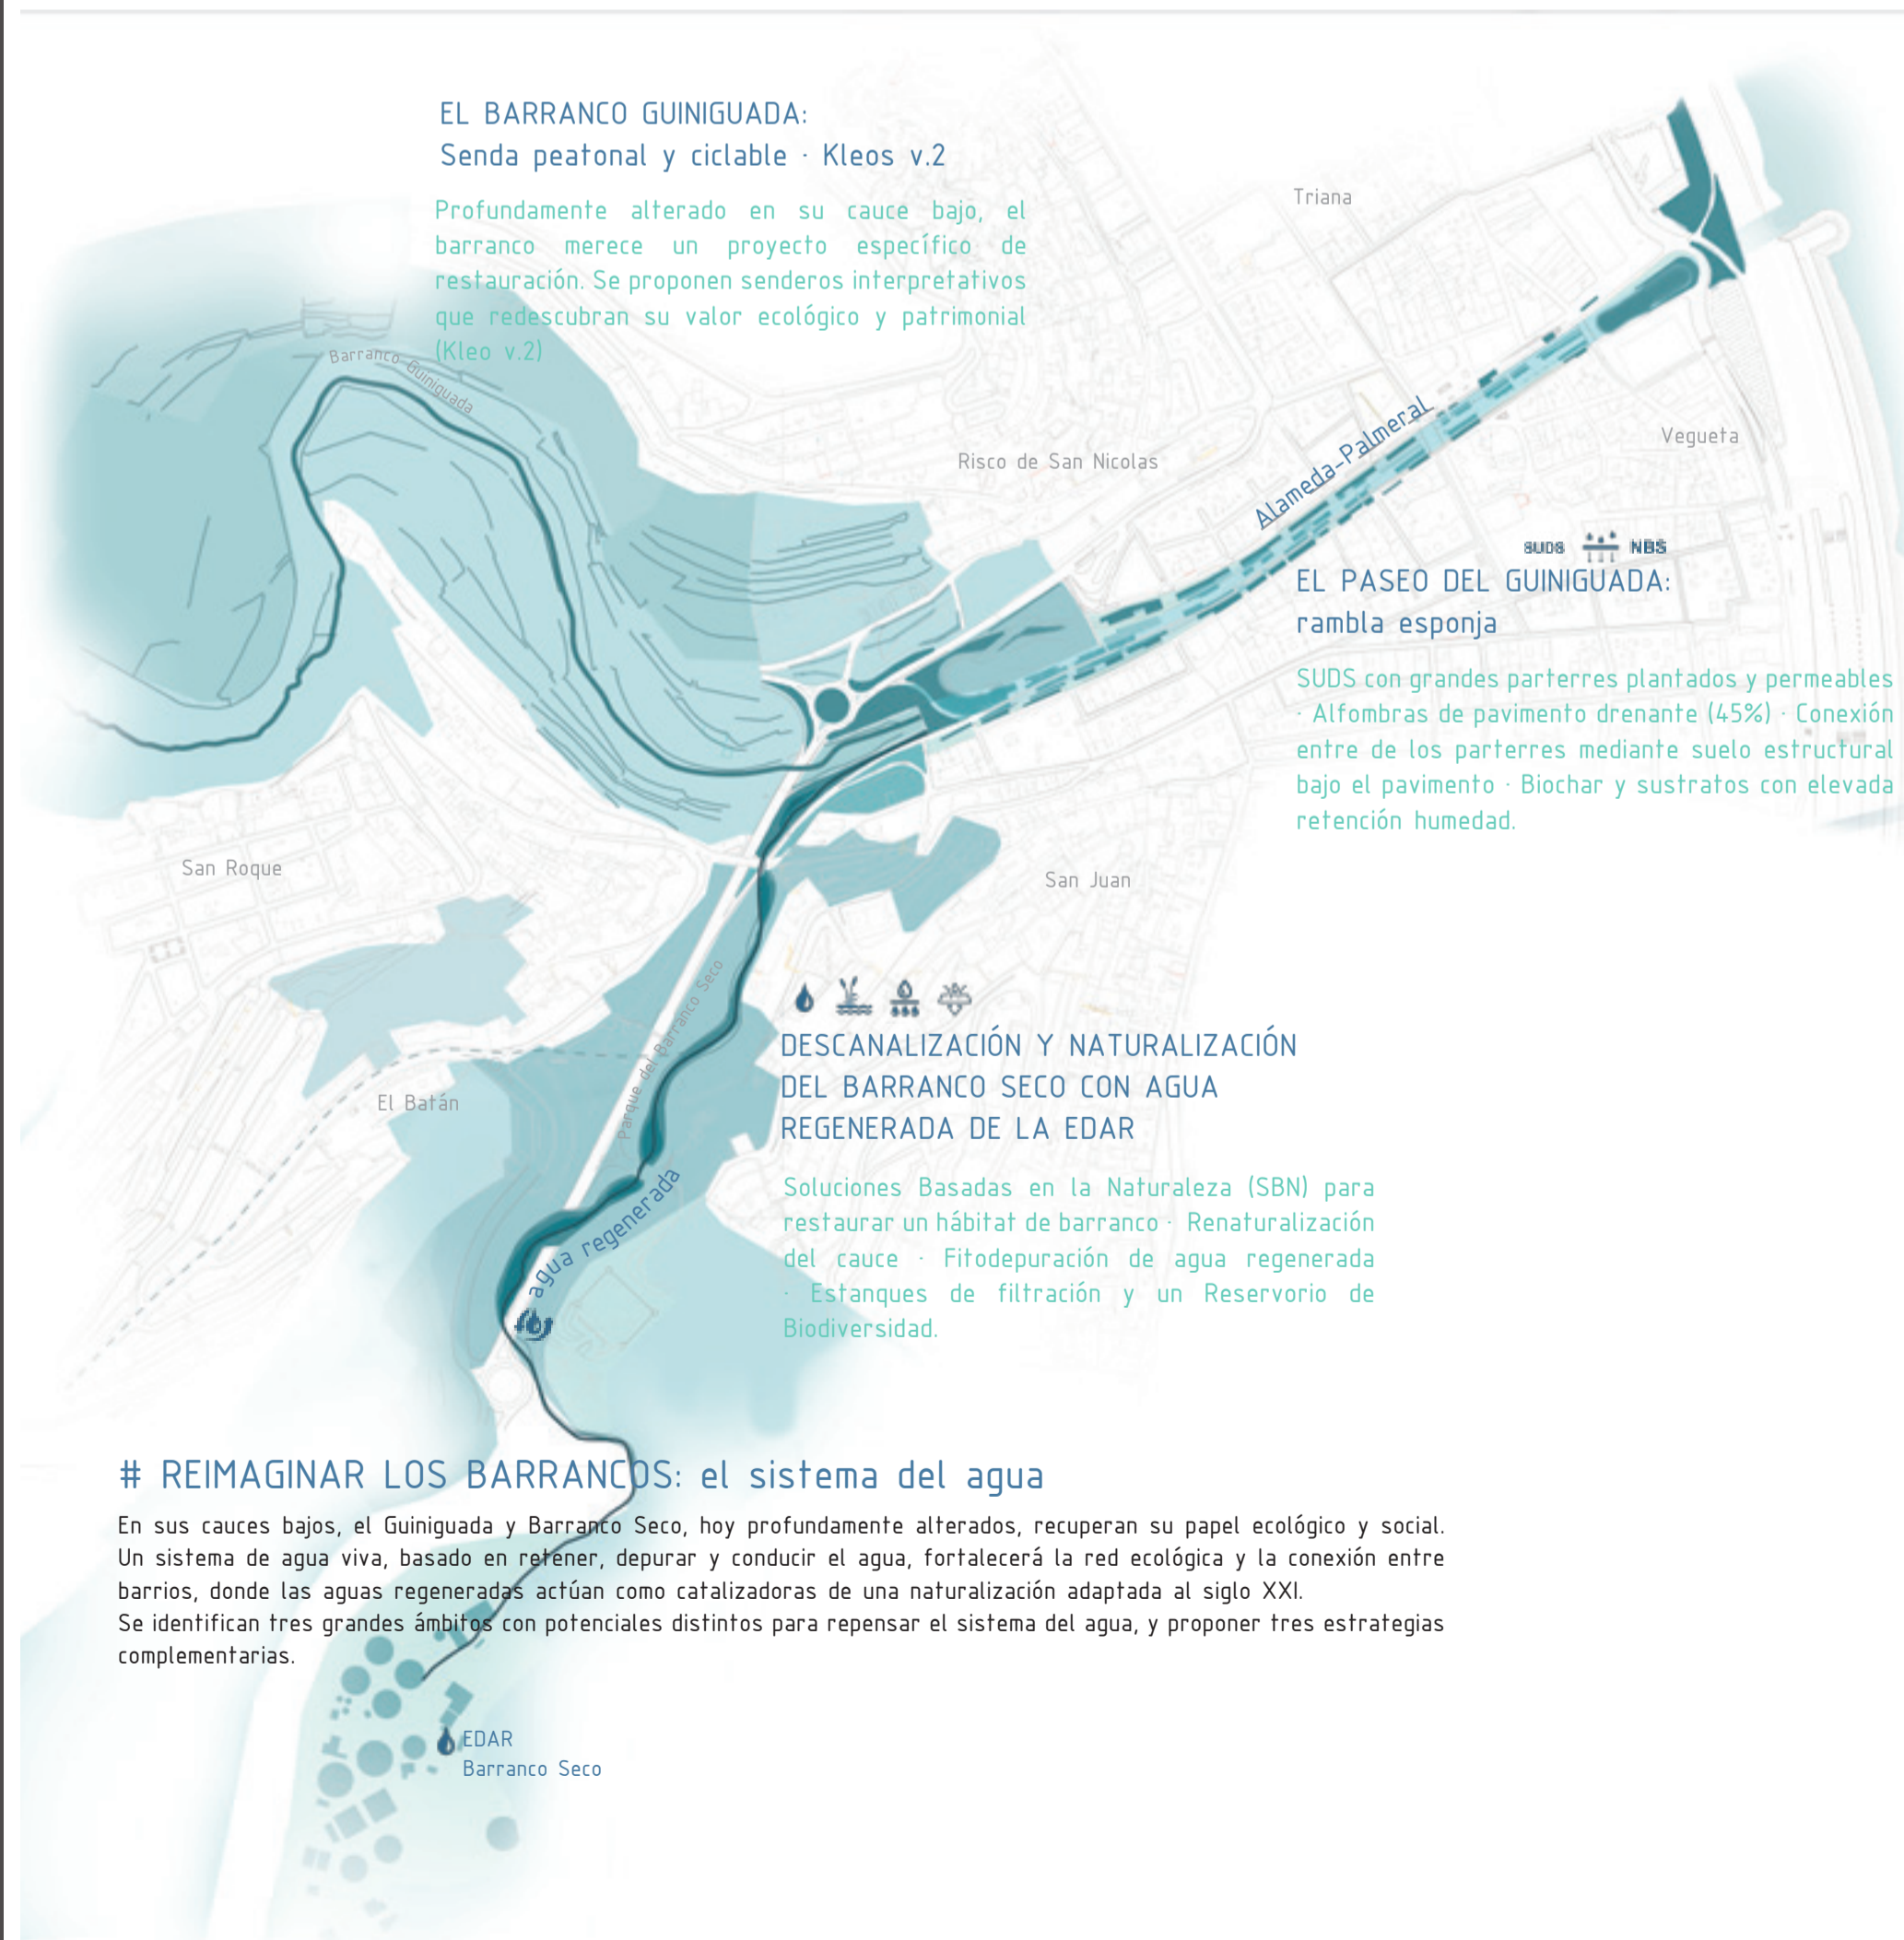 EL BARRANCO GUINIGUADA:
Senda peatonal y ciclable · Kleos v.2
Profundamente alterado en su cauce bajo, el
barranco merece un proyecto específico de
restauración. Se proponen senderos interpretativos
que redescubran su valor ecológico y patrimonial
(Kleo v.2)
Barranco Guiniguada
Triana
Risco de San Nicolas
Alameda-Palmeral
Vegueta
SUDS NBS
EL PASEO DEL GUINIGUADA:
rambla esponja
SUDS con grandes parterres plantados y permeables
· Alfombras de pavimento drenante (45%) · Conexión
entre de los parterres mediante suelo estructural
bajo el pavimento · Biochar y sustratos con elevada
retención humedad.
San Roque
San Juan
Parque del Barranco Seco
El Batán
DESCANALIZACIÓN Y NATURALIZACIÓN
DEL BARRANCO SECO CON AGUA
REGENERADA DE LA EDAR
Soluciones Basadas en la Naturaleza (SBN) para
restaurar un hábitat de barranco · Renaturalización
del cauce · Fitodepuración de agua regenerada
· Estanques de filtración y un Reservorio de
Biodiversidad.
agua regenerada
# REIMAGINAR LOS BARRANCOS: el sistema del agua
En sus cauces bajos, el Guiniguada y Barranco Seco, hoy profundamente alterados, recuperan su papel ecológico y social.
Un sistema de agua viva, basado en retener, depurar y conducir el agua, fortalecerá la red ecológica y la conexión entre
barrios, donde las aguas regeneradas actúan como catalizadoras de una naturalización adaptada al siglo XXI.
Se identifican tres grandes ámbitos con potenciales distintos para repensar el sistema del agua, y proponer tres estrategias
complementarias.
EDAR
Barranco Seco